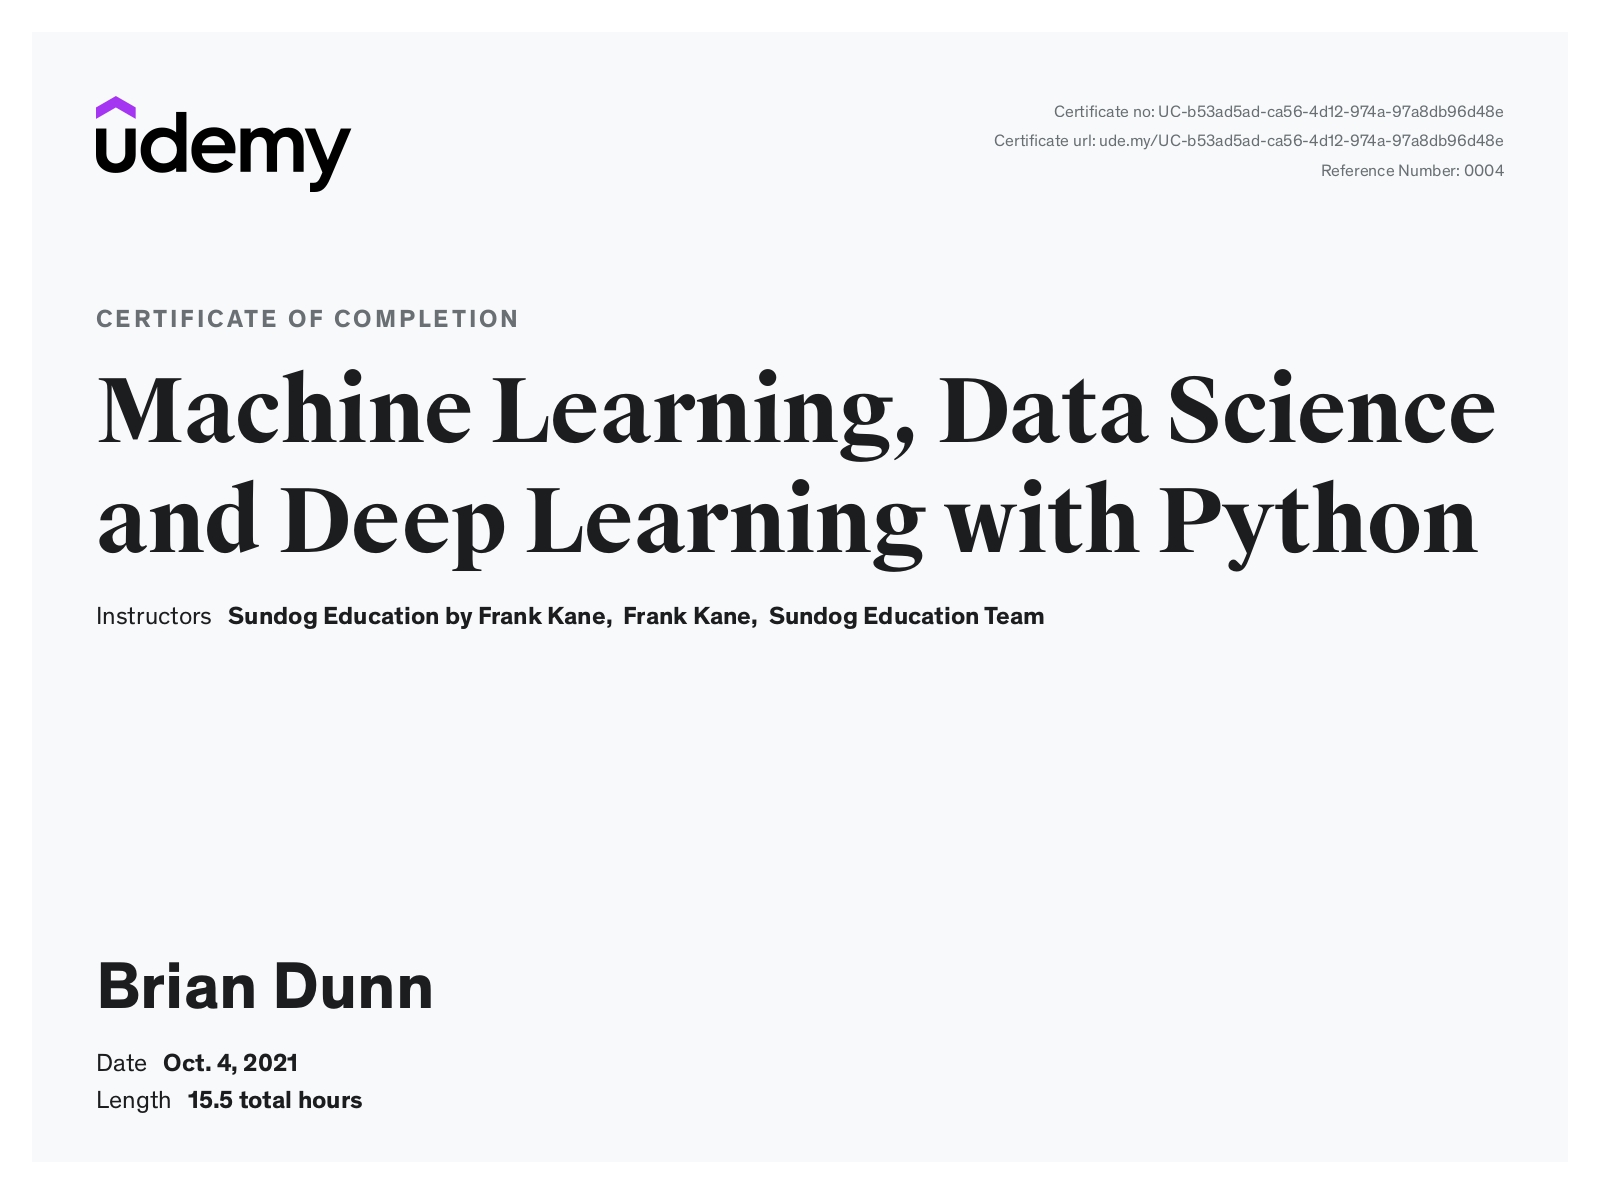 udemy
Certificate no: UC-b53ad5ad-ca56-4d12-974a-97a8db96d48e
Certificate url: ude.my/UC-b53ad5ad-ca56-4d12-974a-97a8db96d48e
Reference Number: 0004
CERTIFICATE OF COMPLETION
Machine Learning, Data Science
and Deep Learning with Python
Instructors Sundog Education by Frank Kane, Frank Kane, Sundog Education Team
Brian Dunn
Date Oct. 4, 2021
Length 15.5 total hours